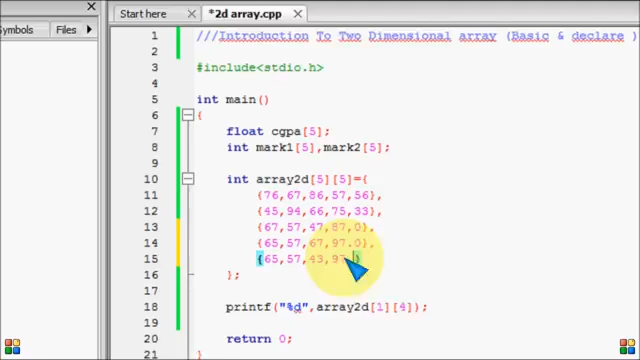 ymbols Files
Start here *2d array.cpp
1 ///Introduction To Two Dimensional array (Basic & declare )
2
3 #include<stdio.h>
4
5 int main()
6 {
7 float cgpa[5];
8 int mark1[5],mark2[5];
9
10 int array2d[5][5]={
11 {76,67,86,57,56},
12 {45,94,66,75,33},
13 {67,57,47,87,0},
14 {65,57,67,97.0},
15 {65,57,43,97 }
16 };
17
18 printf("%d",array2d[1][4]);
19
20 return 0;
21 }